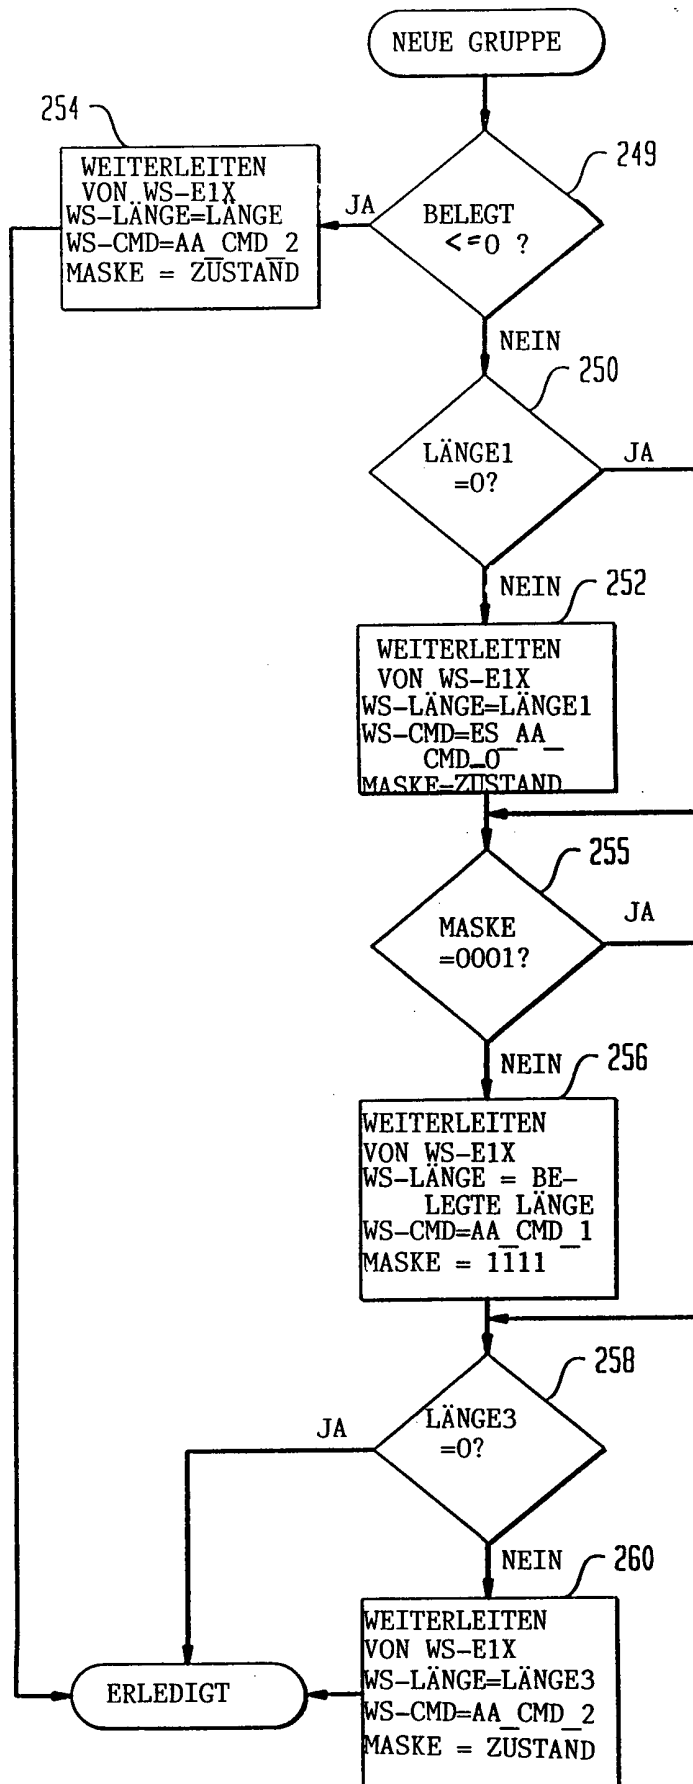 NEUE GRUPPE
254
WEITERLEITEN
VON WS-E1X
WS-LÄNGE=LÄNGE
WS-CMD=AA_CMD_2
MASKE = ZUSTAND
JA
249
BELEGT
<=0 ?
NEIN
250
LÄNGE1
=0?
JA
NEIN
252
WEITERLEITEN
VON WS-E1X
WS-LÄNGE=LÄNGE1
WS-CMD=ES_AA_
CMD_0
MASKE=ZUSTAND
255
MASKE
=0001?
JA
NEIN
256
WEITERLEITEN
VON WS-E1X
WS-LÄNGE = BE-
LEGTE LÄNGE
WS-CMD=AA_CMD_1
MASKE = 1111
258
LÄNGE3
=0?
JA
NEIN
260
WEITERLEITEN
VON WS-E1X
WS-LÄNGE=LÄNGE3
WS-CMD=AA_CMD_2
MASKE = ZUSTAND
ERLEDIGT